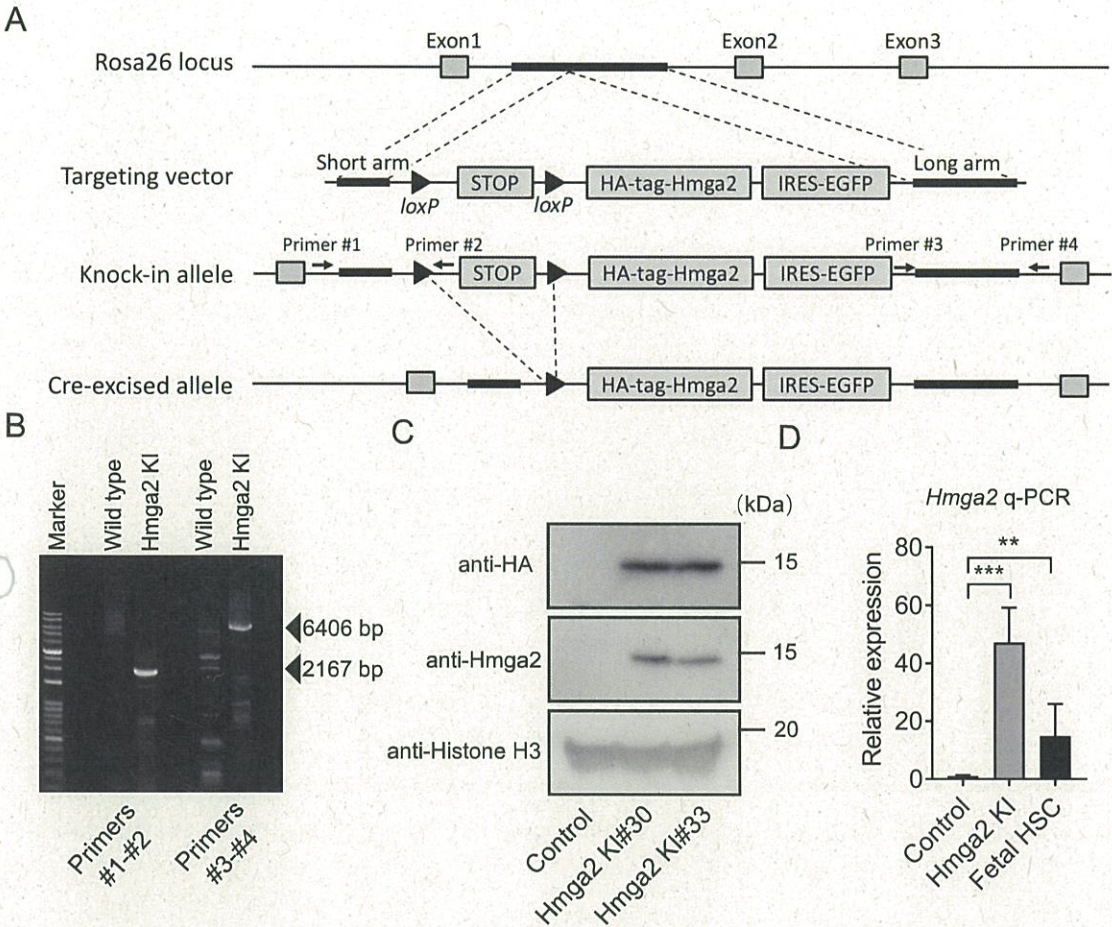 A
Rosa26 locus
Exon1
Exon2
Exon3
Targeting vector
Short arm
loxP
STOP
loxP
HA-tag-Hmga2
IRES-EGFP
Long arm
Knock-in allele
Primer #1
Primer #2
STOP
HA-tag-Hmga2
IRES-EGFP
Primer #3
Primer #4
Cre-excised allele
HA-tag-Hmga2
IRES-EGFP
B
Marker
Wild type
Hmga2 KI
Wild type
Hmga2 KI
6406 bp
2167 bp
Primers
#1-#2
Primers
#3-#4
C
(kDa)
anti-HA
15
anti-Hmga2
15
anti-Histone H3
20
Control
Hmga2 KI#30
Hmga2 KI#33
D
Hmga2 q-PCR
Relative expression
80
60
40
20
0
**
***
Control
Hmga2 KI
Fetal HSC